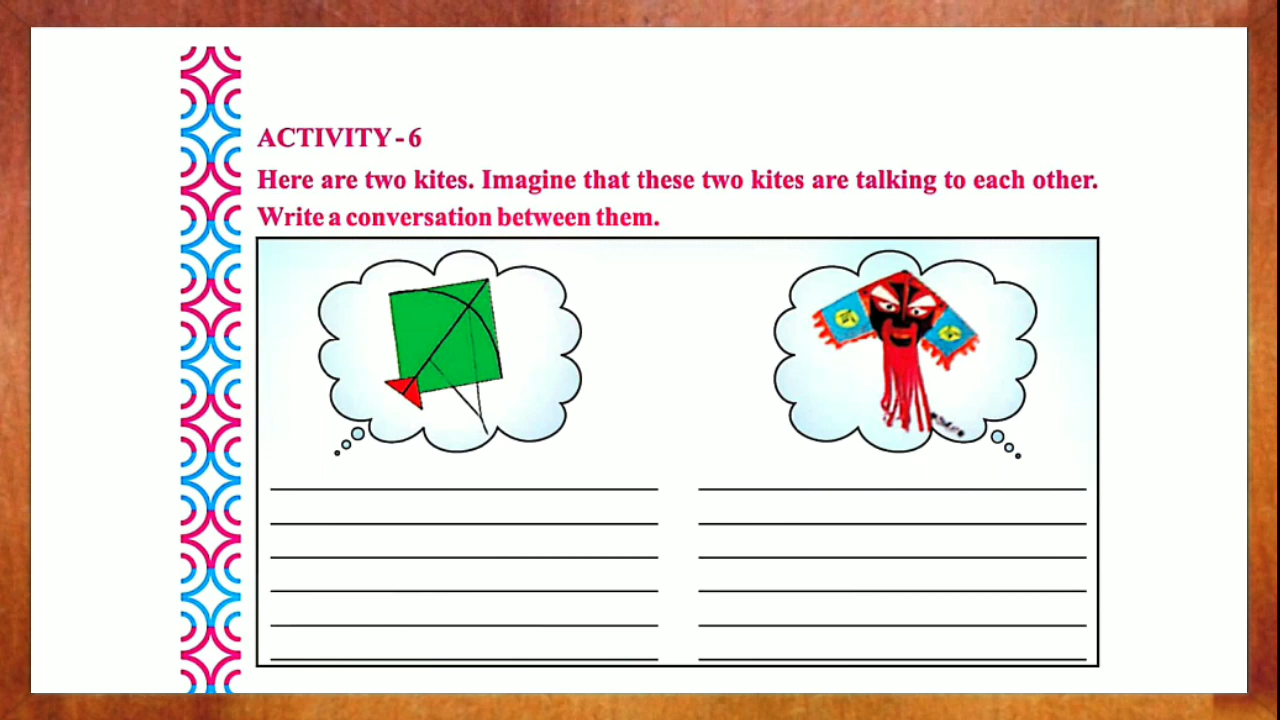 ACTIVITY - 6
Here are two kites. Imagine that these two kites are talking to each other.
Write a conversation between them.